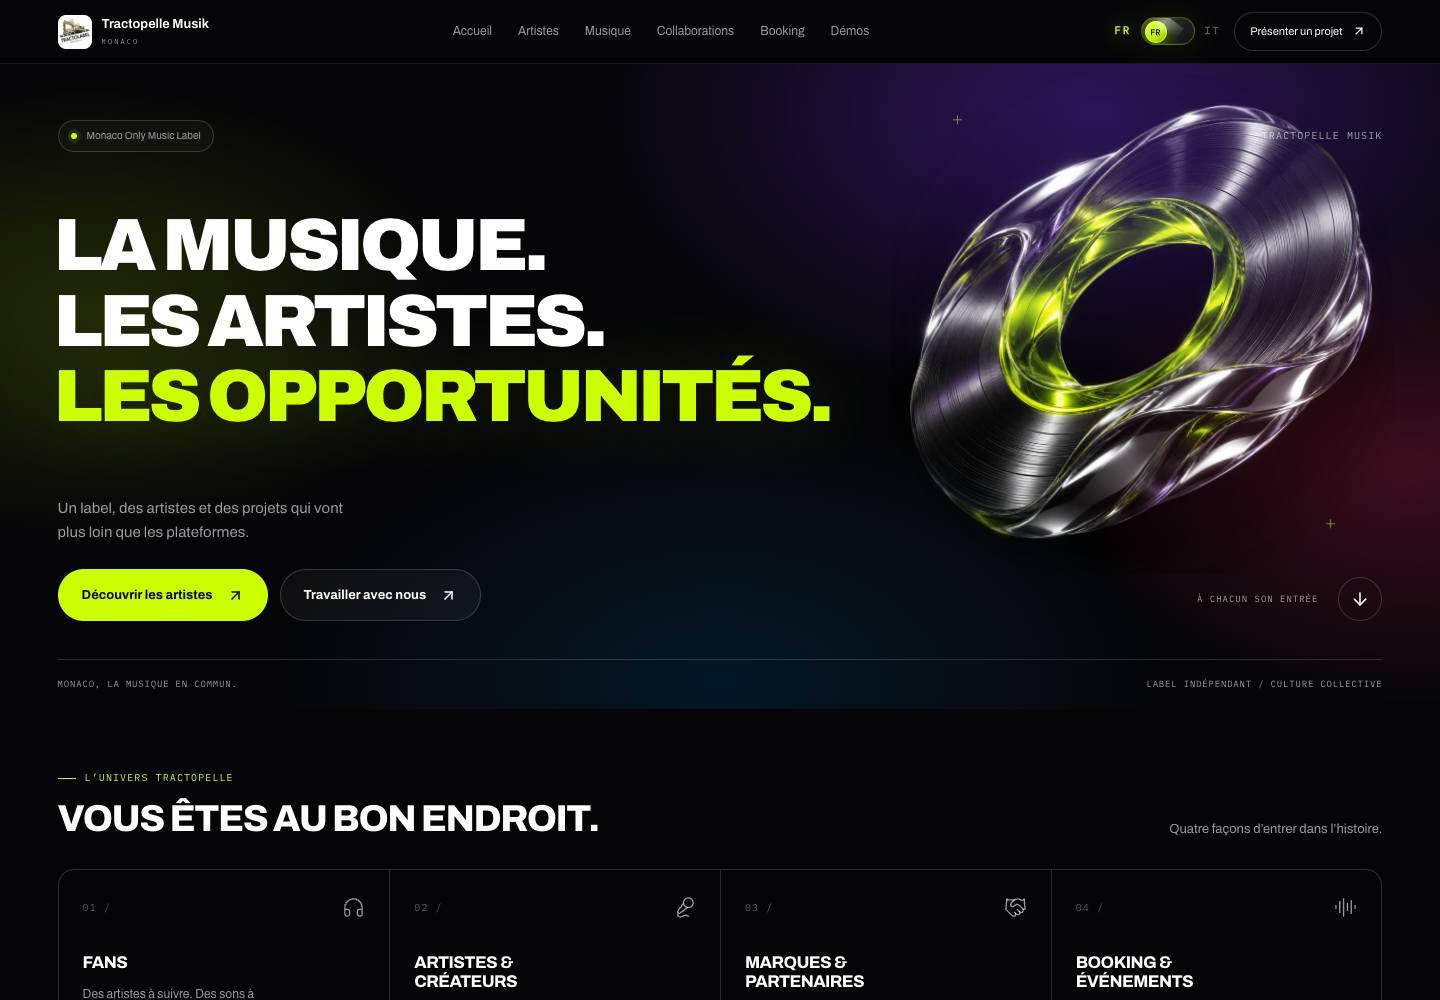 Tractopelle Musik
MONACO
Accueil
Artistes
Musique
Collaborations
Booking
Démos
FR
FR
IT
Présenter un projet
Monaco Only Music Label
TRACTOPELLE MUSIK
LA MUSIQUE.
LES ARTISTES.
LES OPPORTUNITÉS.
Un label, des artistes et des projets qui vont
plus loin que les plateformes.
Découvrir les artistes
Travailler avec nous
À CHACUN SON ENTRÉE
MONACO, LA MUSIQUE EN COMMUN.
LABEL INDÉPENDANT / CULTURE COLLECTIVE
L’UNIVERS TRACTOPELLE
VOUS ÊTES AU BON ENDROIT.
Quatre façons d’entrer dans l’histoire.
01 /
02 /
03 /
04 /
FANS
ARTISTES &
CRÉATEURS
MARQUES &
PARTENAIRES
BOOKING &
ÉVÉNEMENTS
Des artistes à suivre. Des sons à